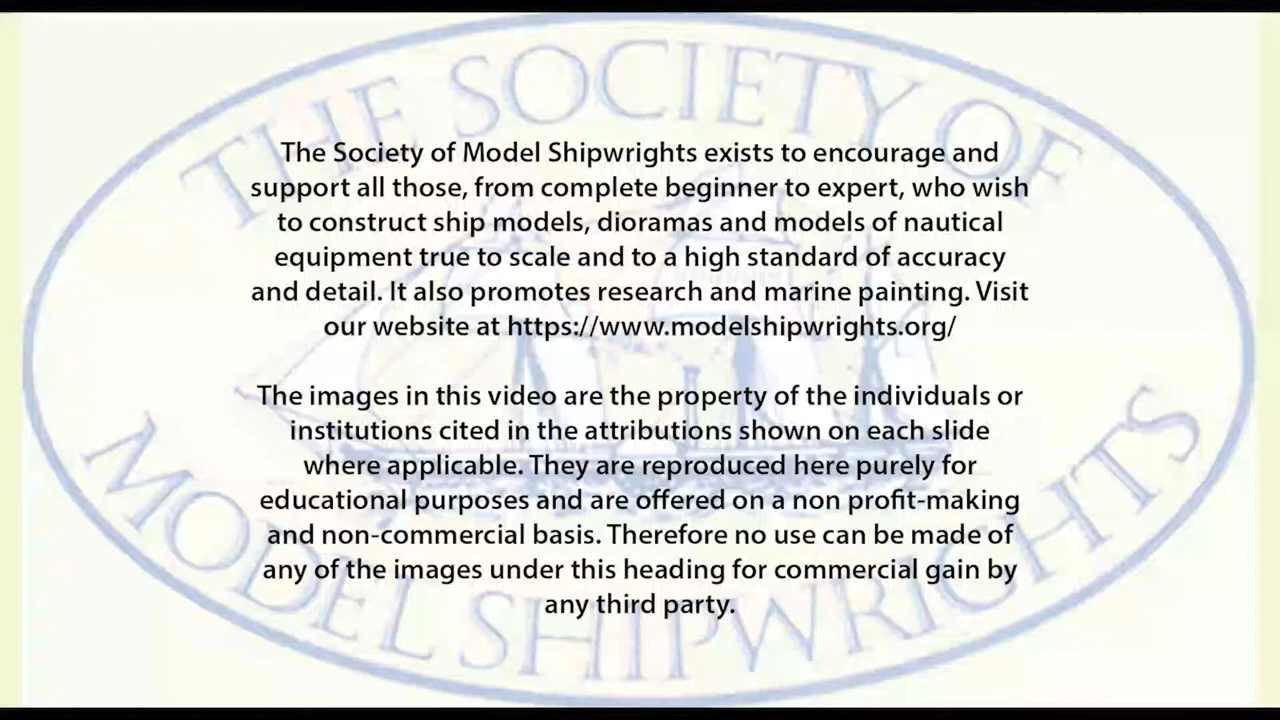 THE SOCIETY OF
The Society of Model Shipwrights exists to encourage and
support all those, from complete beginner to expert, who wish
to construct ship models, dioramas and models of nautical
equipment true to scale and to a high standard of accuracy
and detail. It also promotes research and marine painting. Visit
our website at https://www.modelshipwrights.org/
The images in this video are the property of the individuals or
institutions cited in the attributions shown on each slide
where applicable. They are reproduced here purely for
educational purposes and are offered on a non profit-making
and non-commercial basis. Therefore no use can be made of
any of the images under this heading for commercial gain by
any third party.
MODEL SHIPWRIGHTS